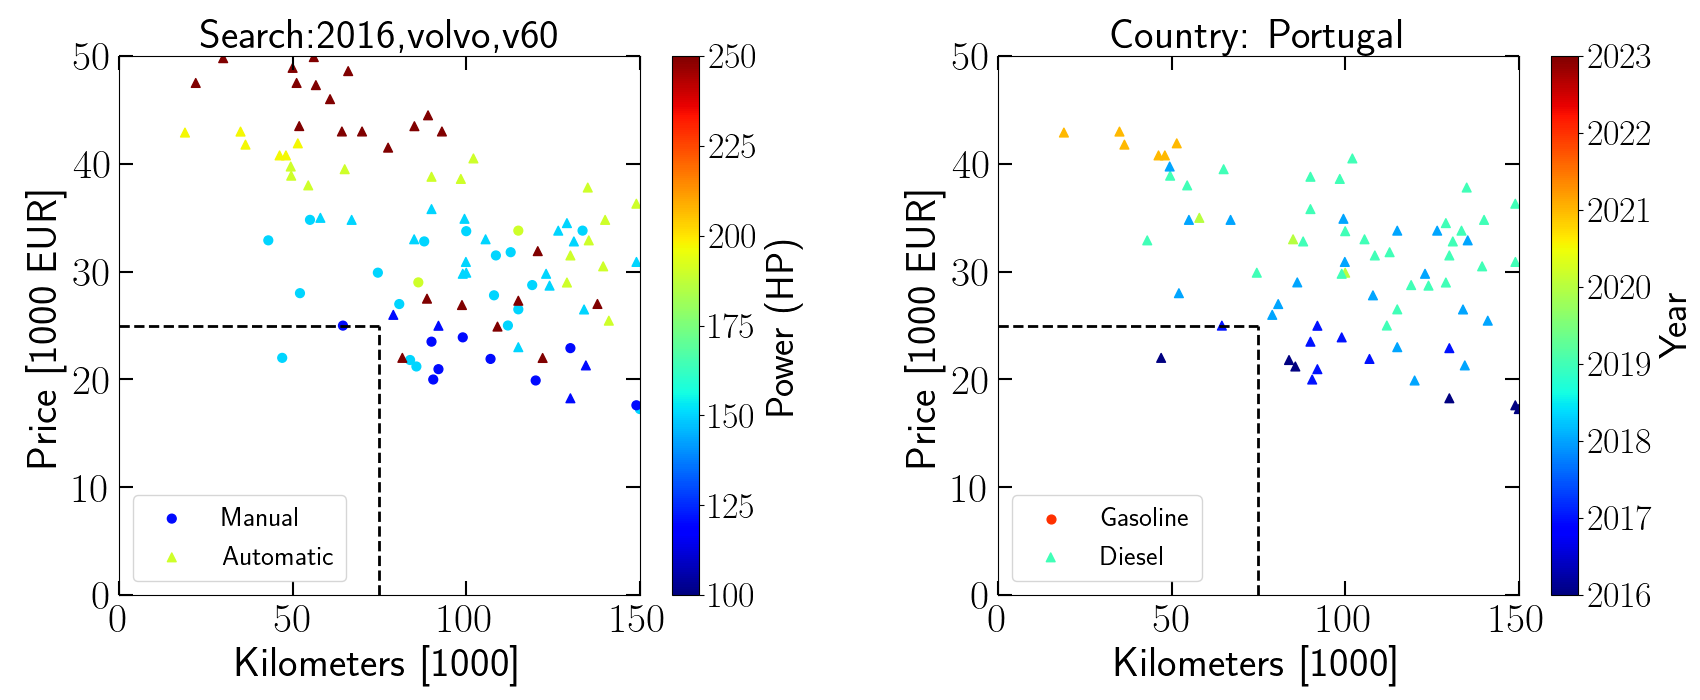 Search:2016,volvo,v60
50
40
30
20
10
0
0
50
100
150
Price [1000 EUR]
Kilometers [1000]
Manual
Automatic
250
225
200
175
150
125
100
Power (HP)
Country: Portugal
50
40
30
20
10
0
0
50
100
150
Price [1000 EUR]
Kilometers [1000]
Gasoline
Diesel
2023
2022
2021
2020
2019
2018
2017
2016
Year